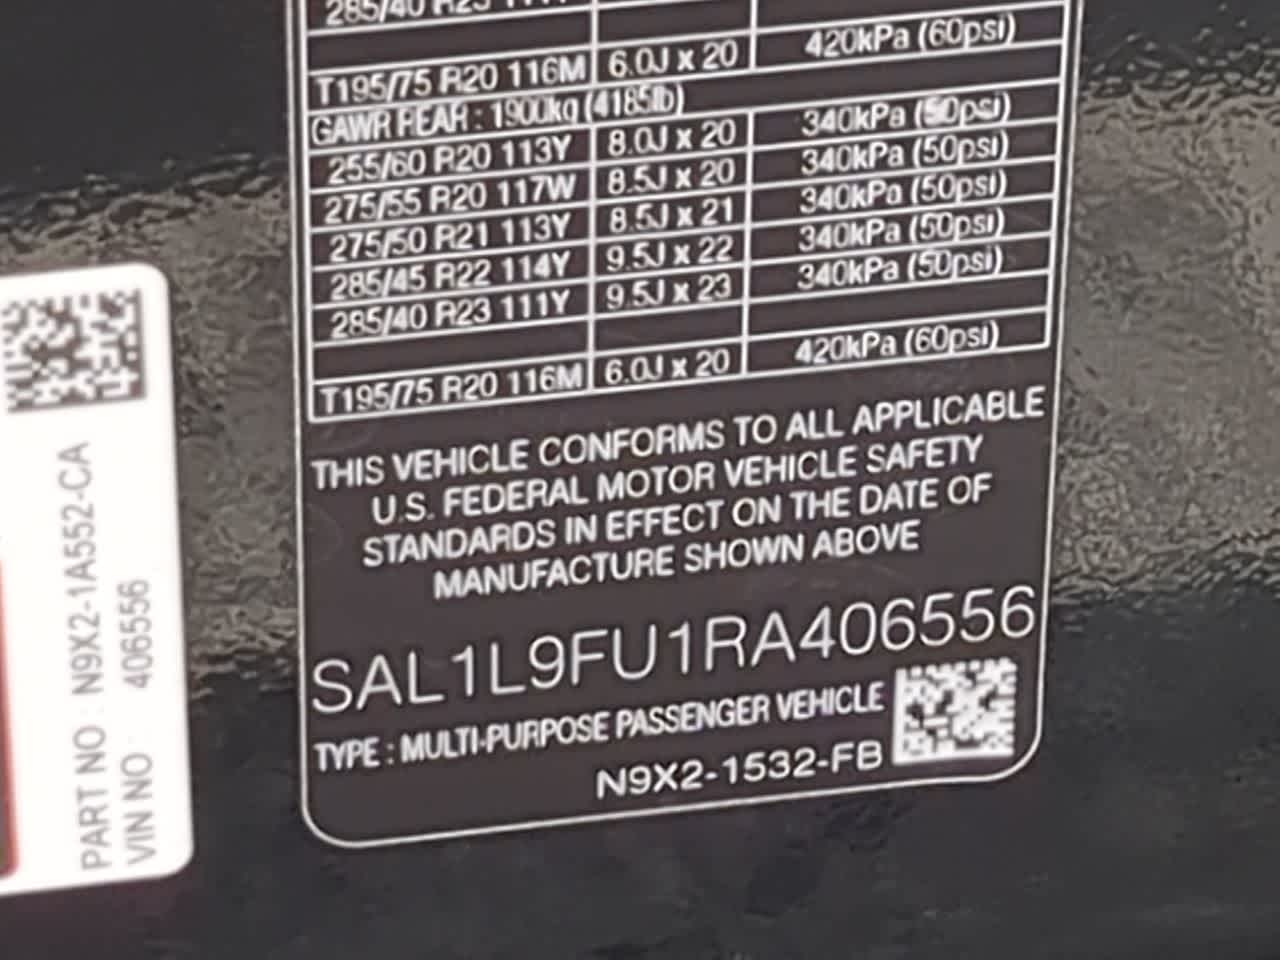 285/40 R23 111Y
T195/75 R20 116M 6.0J x 20 420kPa (60psi)
GAWR REAR : 1900kg (4185lb)
255/60 R20 113Y 8.0J x 20 340kPa (50psi)
275/55 R20 117W 8.5J x 20 340kPa (50psi)
275/50 R21 113Y 8.5J x 21 340kPa (50psi)
285/45 R22 114Y 9.5J x 22 340kPa (50psi)
285/40 R23 111Y 9.5J x 23 340kPa (50psi)
T195/75 R20 116M 6.0J x 20 420kPa (60psi)
THIS VEHICLE CONFORMS TO ALL APPLICABLE
U.S. FEDERAL MOTOR VEHICLE SAFETY
STANDARDS IN EFFECT ON THE DATE OF
MANUFACTURE SHOWN ABOVE
SAL1L9FU1RA406556
TYPE : MULTI-PURPOSE PASSENGER VEHICLE
N9X2-1532-FB
PART NO : N9X2-1A552-CA
VIN NO 406556